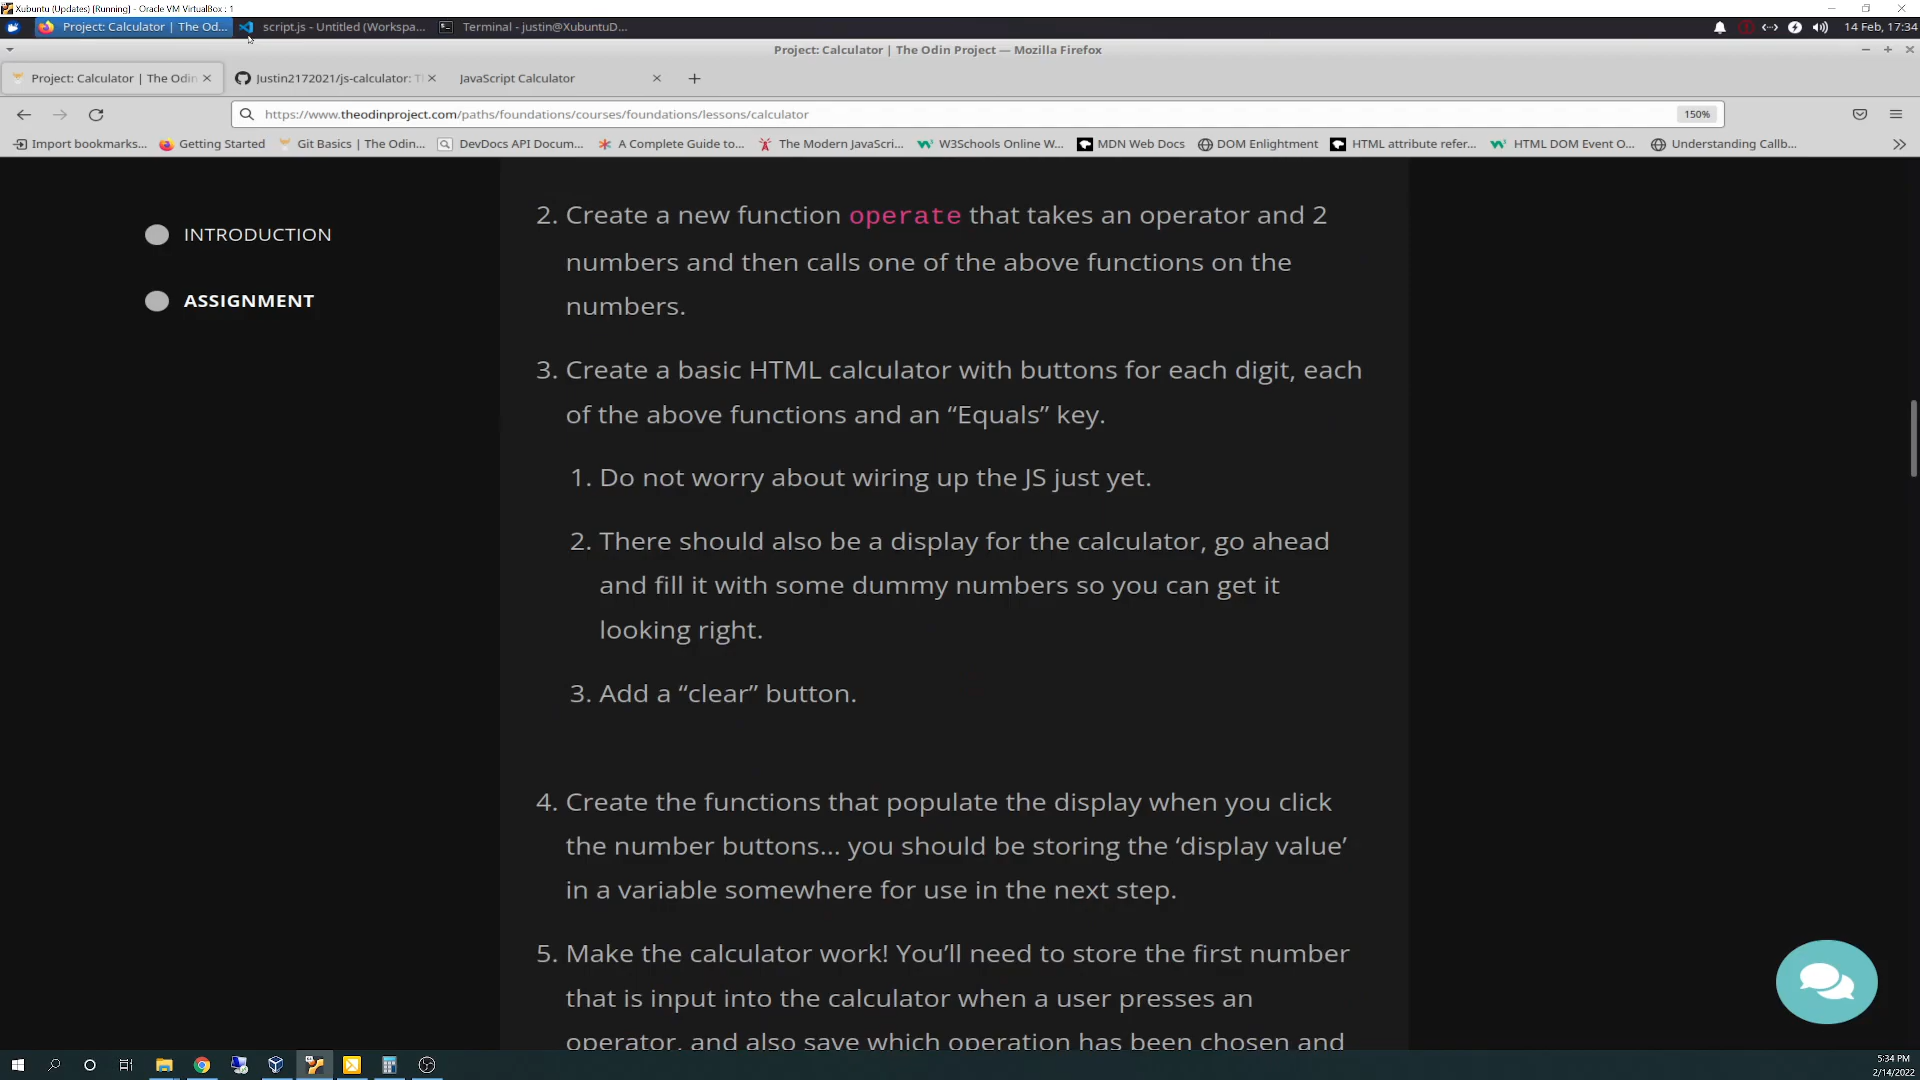 Xubuntu (Updates) [Running] - Oracle VM VirtualBox : 1
Project: Calculator | The Od...
script.js - Untitled (Workspa...
Terminal - justin@XubuntuD...
14 Feb, 17:34
Project: Calculator | The Odin Project — Mozilla Firefox
Project: Calculator | The Odin
Justin2172021/js-calculator: T
JavaScript Calculator
https://www.theodinproject.com/paths/foundations/courses/foundations/lessons/calculator
150%
Import bookmarks...
Getting Started
Git Basics | The Odin...
DevDocs API Docum...
A Complete Guide to...
The Modern JavaScri...
W3Schools Online W...
MDN Web Docs
DOM Enlightment
HTML attribute refer...
HTML DOM Event O...
Understanding Callb...
INTRODUCTION
ASSIGNMENT
2. Create a new function operate that takes an operator and 2
numbers and then calls one of the above functions on the
numbers.
3. Create a basic HTML calculator with buttons for each digit, each
of the above functions and an “Equals” key.
1. Do not worry about wiring up the JS just yet.
2. There should also be a display for the calculator, go ahead
and fill it with some dummy numbers so you can get it
looking right.
3. Add a “clear” button.
4. Create the functions that populate the display when you click
the number buttons... you should be storing the ‘display value’
in a variable somewhere for use in the next step.
5. Make the calculator work! You’ll need to store the first number
that is input into the calculator when a user presses an
operator, and also save which operation has been chosen and
5:34 PM
2/14/2022